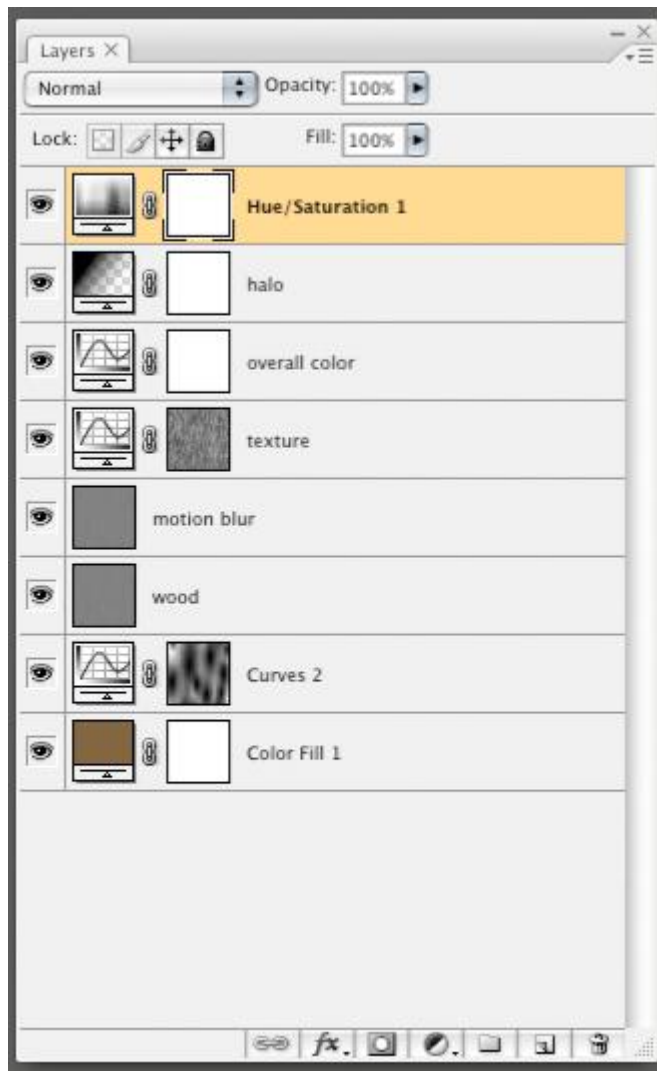 Layers
Normal Opacity: 100%
Lock: Fill: 100%
Hue/Saturation 1
halo
overall color
texture
motion blur
wood
Curves 2
Color Fill 1
fx.